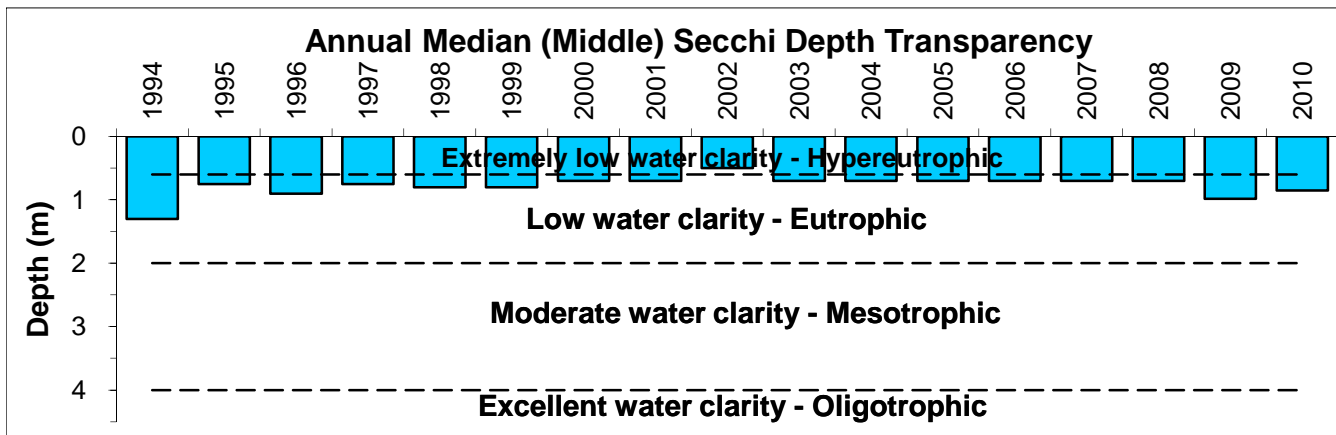 Annual Median (Middle) Secchi Depth Transparency
1994 1995 1996 1997 1998 1999 2000 2001 2002 2003 2004 2005 2006 2007 2008 2009 2010
Depth (m)
0
Extremely low water clarity - Hypereutrophic
1
Low water clarity - Eutrophic
2
Moderate water clarity - Mesotrophic
3
4
Excellent water clarity - Oligotrophic